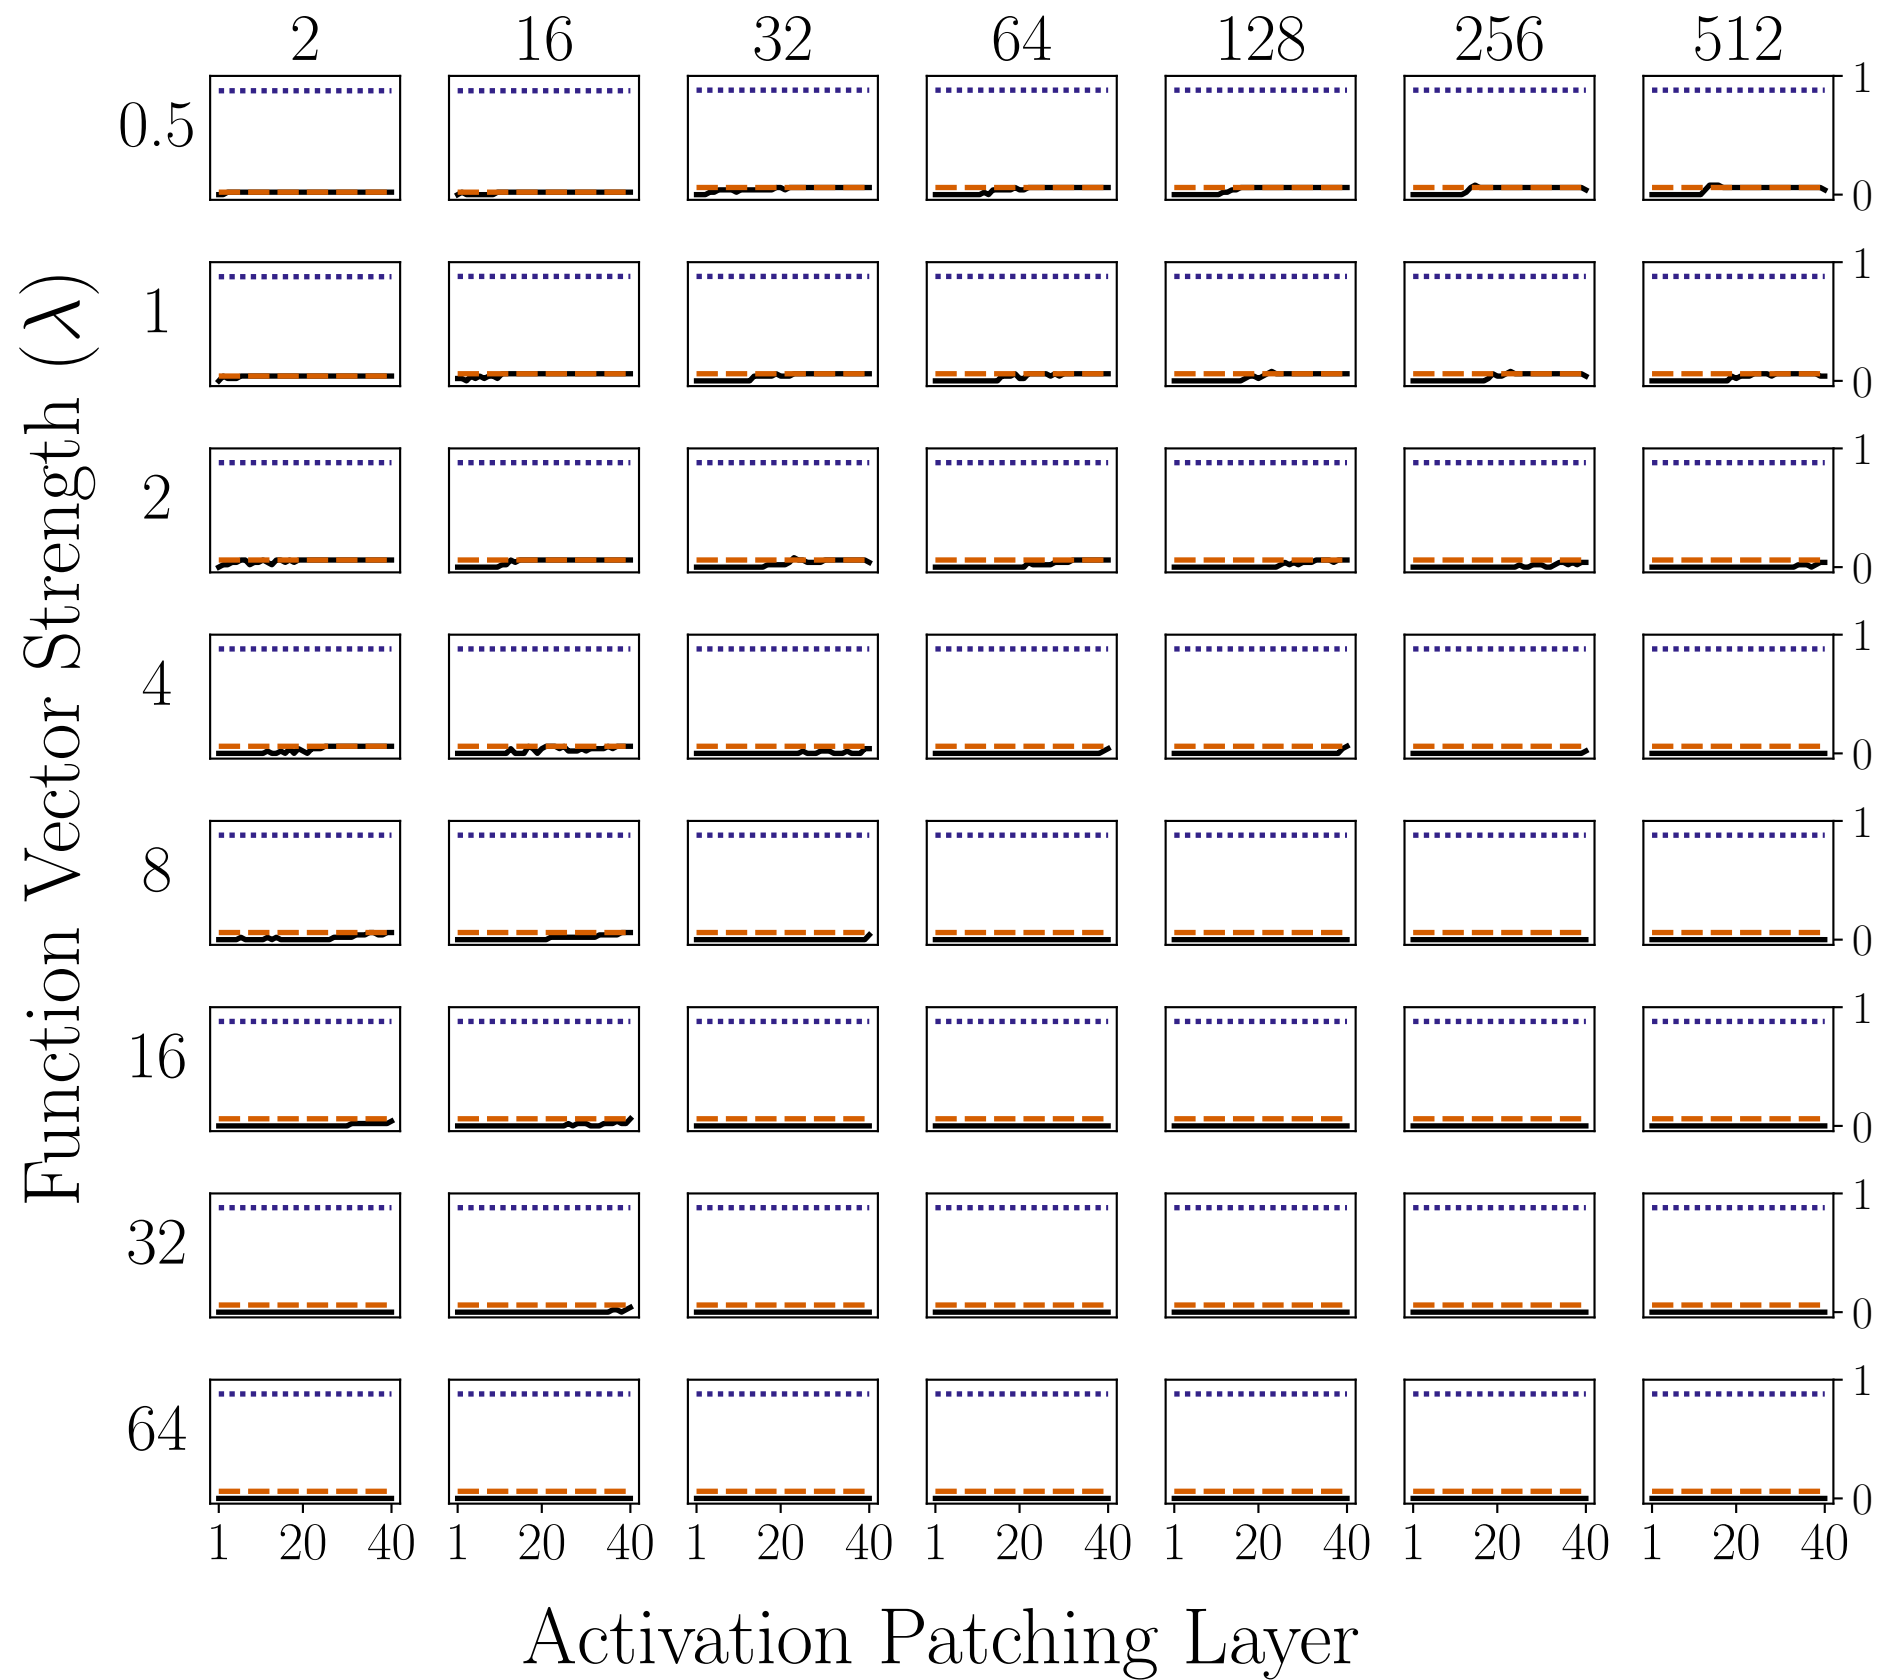 2 16 32 64 128 256 512
Function Vector Strength (λ)
0.5 1 0
1 1 0
2 1 0
4 1 0
8 1 0
16 1 0
32 1 0
64 1 0
1 20 40 1 20 40 1 20 40 1 20 40 1 20 40 1 20 40 1 20 40
Activation Patching Layer